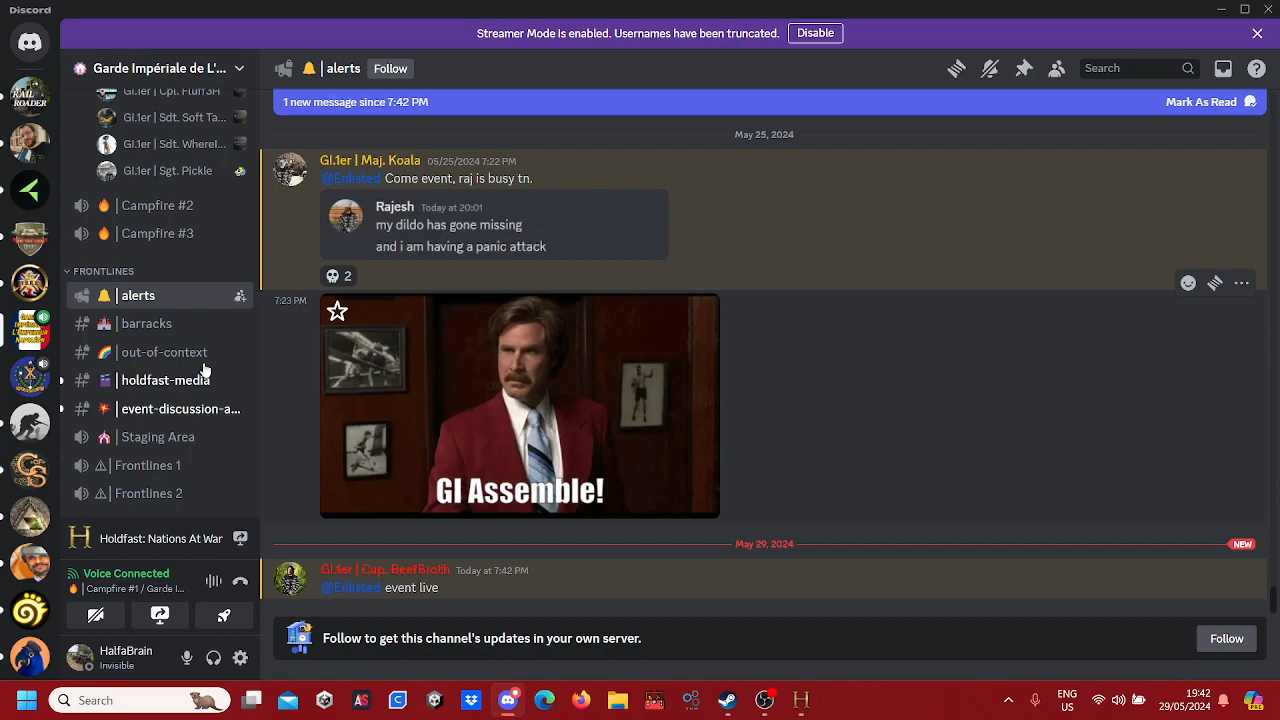 Discord
Streamer Mode is enabled. Usernames have been truncated. Disable
Garde Impériale de L'...
alerts Follow
Search
1 new message since 7:42 PM Mark As Read
GI.1er | Cpl. FluffSH
GI.1er | Sdt. Soft Ta...
GI.1er | Sdt. Wherel...
GI.1er | Sgt. Pickle
Campfire #2
Campfire #3
FRONTLINES
alerts
barracks
out-of-context
holdfast-media
event-discussion-a...
Staging Area
Frontlines 1
Frontlines 2
Holdfast: Nations At War
Voice Connected
Campfire #1 / Garde I...
HalfaBrain
Invisible
May 25, 2024
GI.1er | Maj. Koala 05/25/2024 7:22 PM
@Enlisted Come event, raj is busy tn.
Rajesh Today at 20:01
my dildo has gone missing
and i am having a panic attack
2
7:23 PM
GI Assemble!
May 29, 2024 NEW
GI.1er | Cap. BeefBroth Today at 7:42 PM
@Enlisted event live
Follow to get this channel's updates in your own server. Follow
Search
ENG
US
19:42
29/05/2024